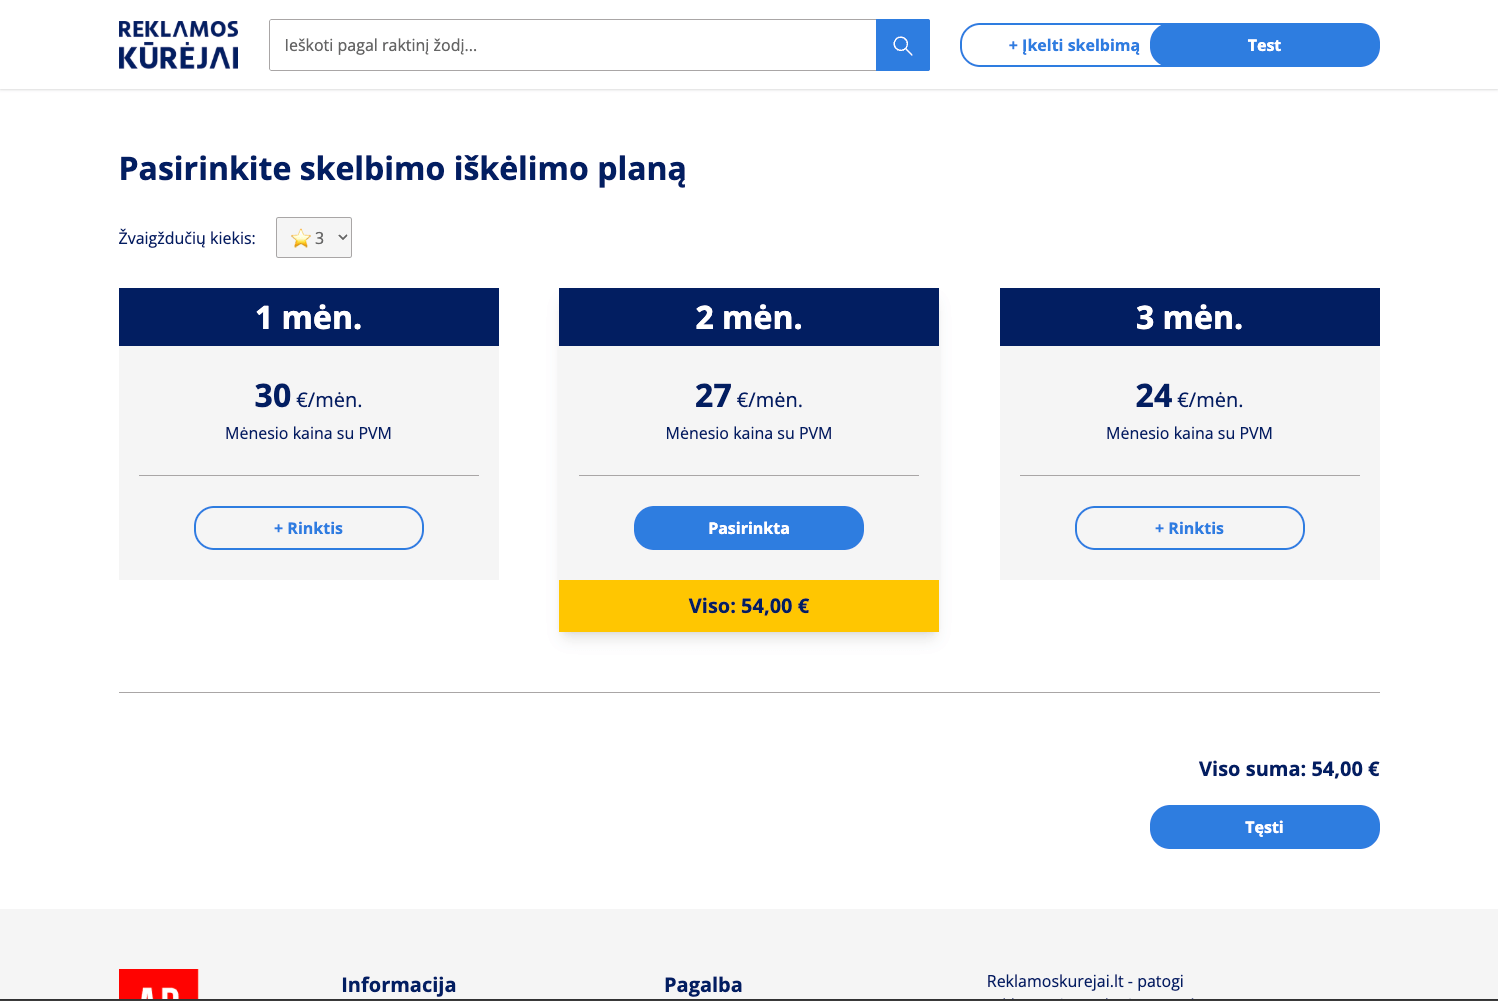 REKLAMOS
KŪRĖJAI
Ieškoti pagal raktinį žodį...
+ Įkelti skelbimą
Test
Pasirinkite skelbimo iškėlimo planą
Žvaigždučių kiekis:
3
1 mėn.
30 €/mėn.
Mėnesio kaina su PVM
+ Rinktis
2 mėn.
27 €/mėn.
Mėnesio kaina su PVM
Pasirinkta
Viso: 54,00 €
3 mėn.
24 €/mėn.
Mėnesio kaina su PVM
+ Rinktis
Viso suma: 54,00 €
Tęsti
Informacija
Pagalba
Reklamoskurejai.lt - patogi